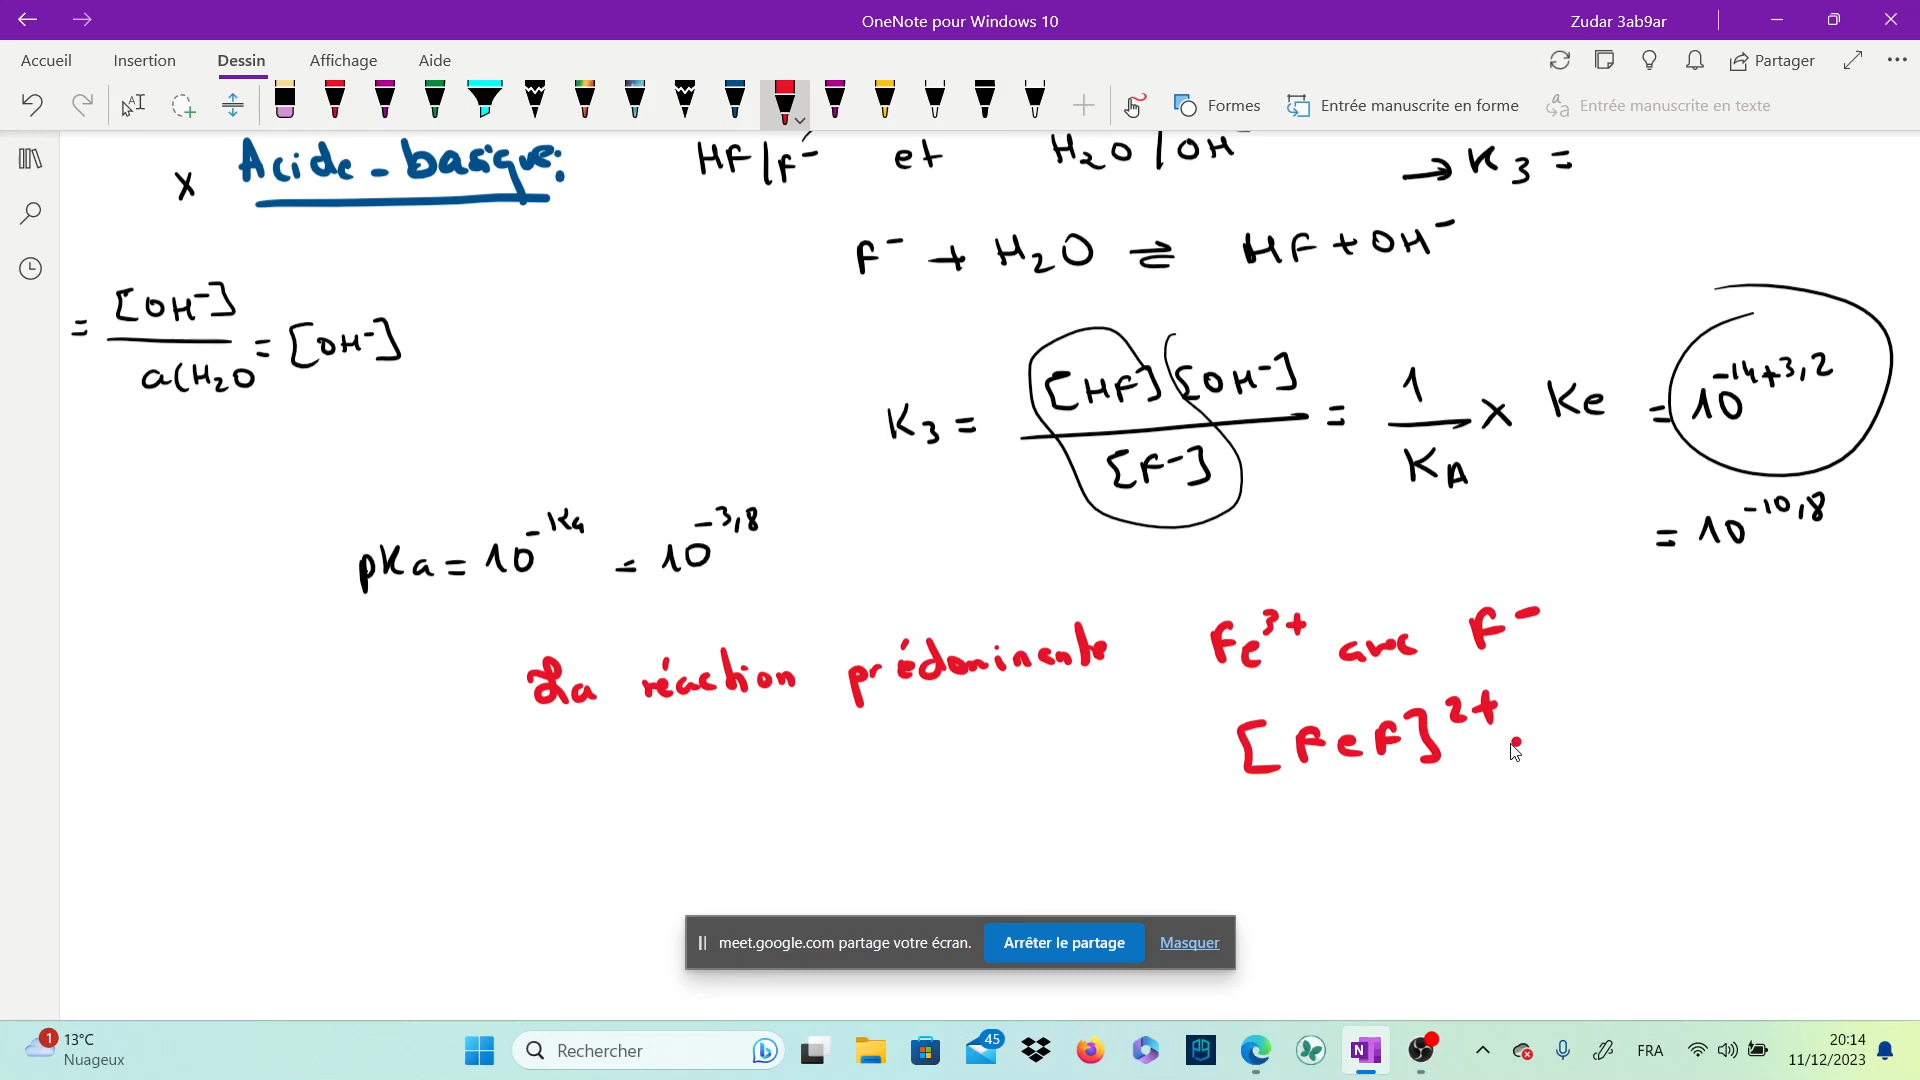 OneNote pour Windows 10
Zudar 3ab9ar
Accueil Insertion Dessin Affichage Aide
Partager
Formes
Entrée manuscrite en forme
Entrée manuscrite en texte
x Acide-basique: HF/F⁻ et H₂O/OH⁻ → K₃ =
F⁻ + H₂O ⇌ HF + OH⁻
= [OH⁻] / a(H₂O = [OH⁻]
K₃ = [HF][OH⁻] / [F⁻] = 1/K_A × Ke = 10^-14+3,2
= 10^-10,8
pKa = 10^-Ka = 10^-3,8
La réaction prédominente Fe³⁺ avec F⁻
[FeF]²⁺.
meet.google.com partage votre écran.
Arrêter le partage
Masquer
1
13°C
Nuageux
Rechercher
45
FRA
20:14
11/12/2023